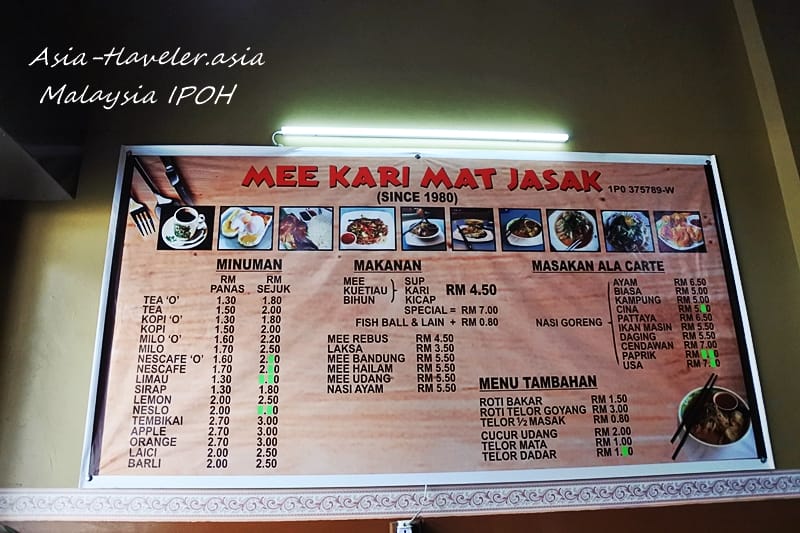 Asia-Haveler.asia
Malaysia IPOH
MEE KARI MAT JASAK
1P0 375789-W
(SINCE 1980)
MINUMAN
RM RM
PANAS SEJUK
TEA 'O' 1.30 1.80
TEA 1.50 2.00
KOPI 'O' 1.30 1.80
KOPI 1.50 2.00
MILO 'O' 1.60 2.20
MILO 1.70 2.50
NESCAFE 'O' 1.60
NESCAFE 1.70
LIMAU 1.30
SIRAP 1.30 1.80
LEMON 2.00 2.50
NESLO 2.00
TEMBIKAI 2.70 3.00
APPLE 2.70 3.00
ORANGE 2.70 3.00
LAICI 2.00 2.50
BARLI 2.00 2.50
MAKANAN
MEE SUP
KUETIAU KARI RM 4.50
BIHUN KICAP
SPECIAL = RM 7.00
FISH BALL & LAIN + RM 0.80
MEE REBUS RM 4.50
LAKSA RM 3.50
MEE BANDUNG RM 5.50
MEE HAILAM RM 5.50
MEE UDANG RM 5.50
NASI AYAM RM 5.50
MASAKAN ALA CARTE
NASI GORENG
AYAM RM 6.50
BIASA RM 5.00
KAMPUNG RM 5.00
CINA RM
PATTAYA RM 6.50
IKAN MASIN RM 5.50
DAGING RM 5.50
CENDAWAN RM 7.00
PAPRIK RM
USA RM
MENU TAMBAHAN
ROTI BAKAR RM 1.50
ROTI TELOR GOYANG RM 3.00
TELOR ½ MASAK RM 0.80
CUCUR UDANG RM 2.00
TELOR MATA RM 1.00
TELOR DADAR RM